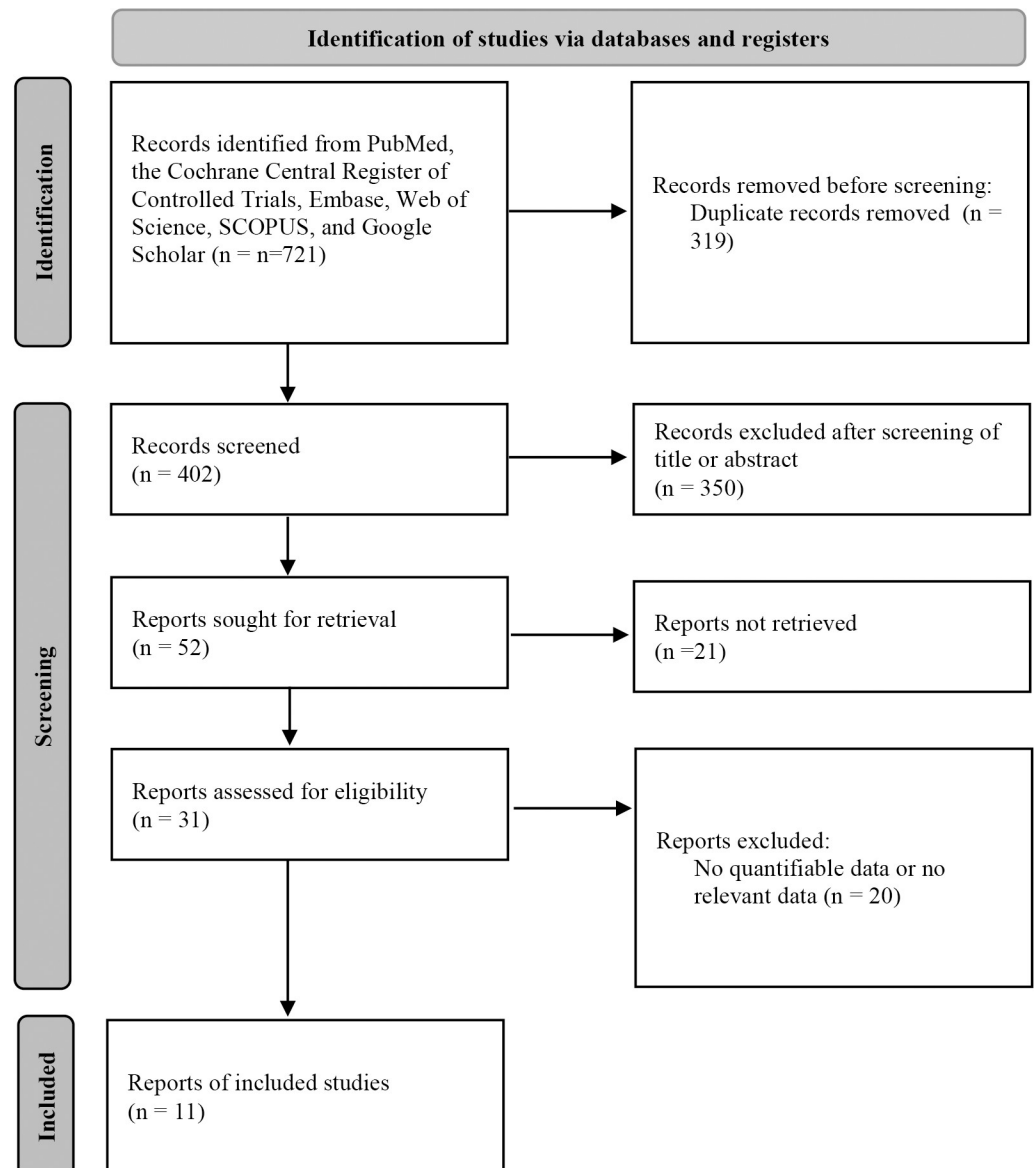 Identification of studies via databases and registers
Identification
Records identified from PubMed,
the Cochrane Central Register of
Controlled Trials, Embase, Web of
Science, SCOPUS, and Google
Scholar (n = n=721)
Records removed before screening:
Duplicate records removed  (n =
319)
Screening
Records screened
(n = 402)
Records excluded after screening of
title or abstract
(n = 350)
Reports sought for retrieval
(n = 52)
Reports not retrieved
(n =21)
Reports assessed for eligibility
(n = 31)
Reports excluded:
No quantifiable data or no
relevant data (n = 20)
Included
Reports of included studies
(n = 11)